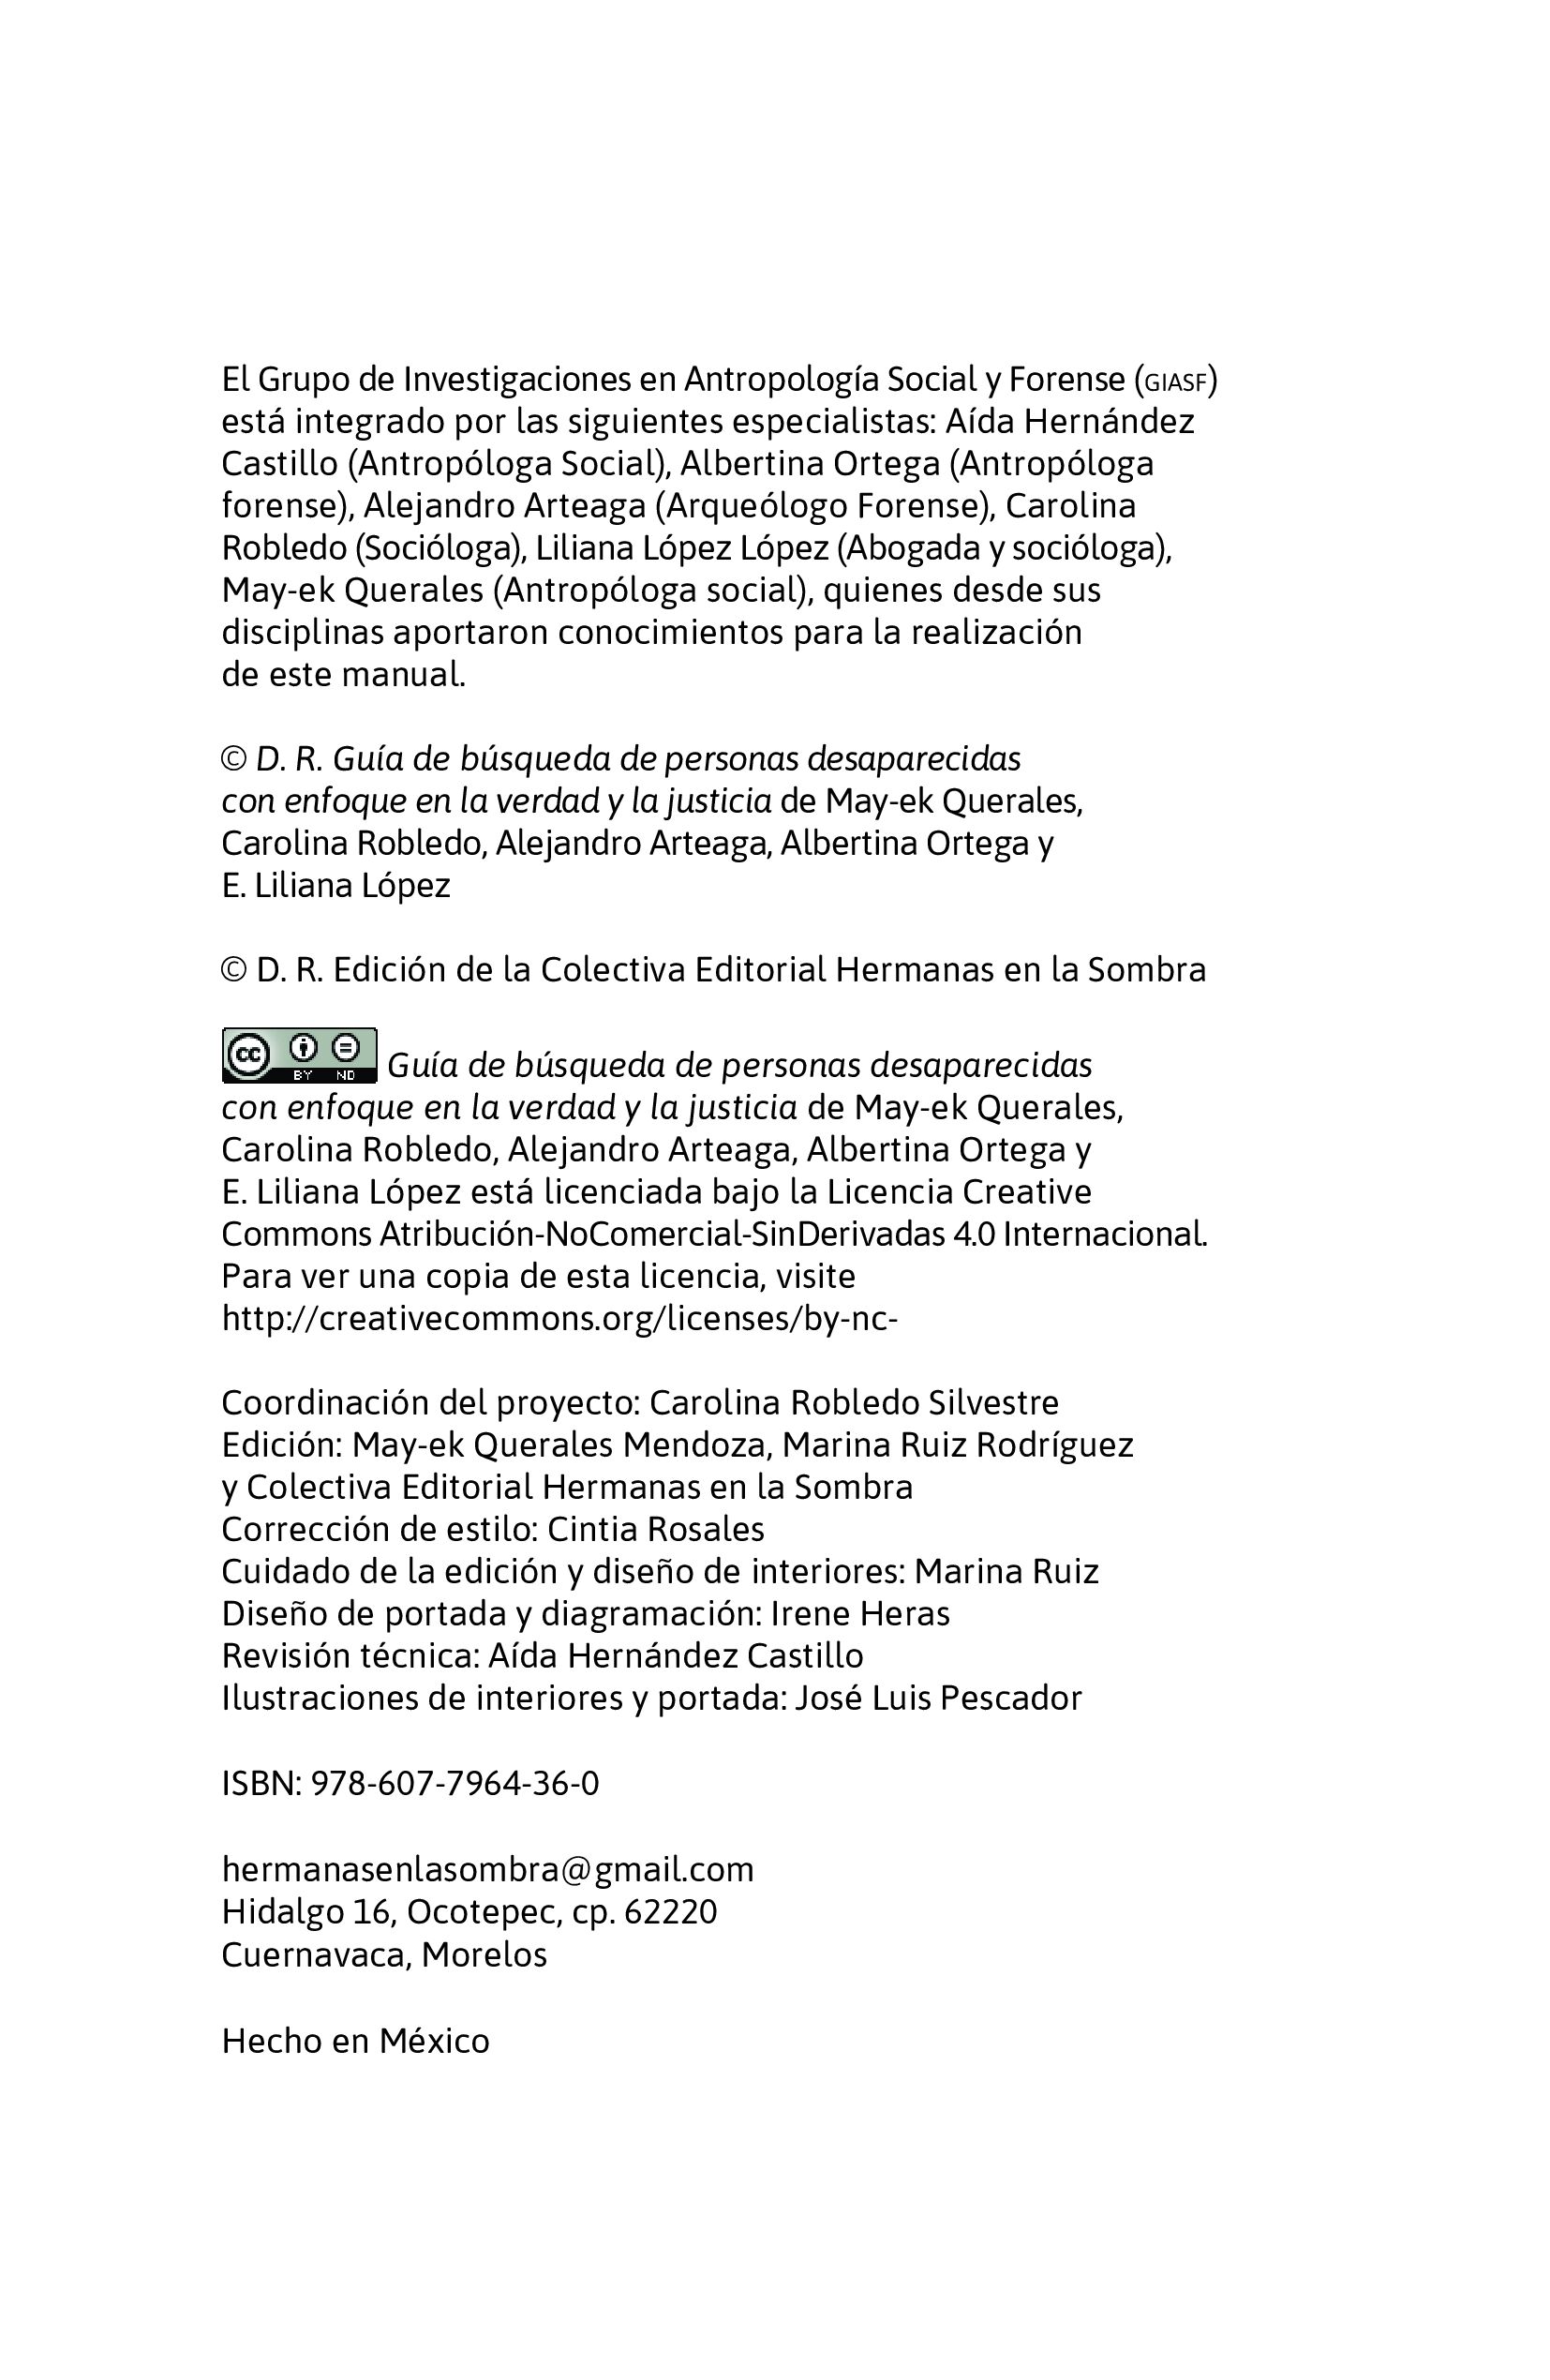 El Grupo de Investigaciones en Antropología Social y Forense (GIASF)
está integrado por las siguientes especialistas: Aída Hernández
Castillo (Antropóloga Social), Albertina Ortega (Antropóloga
forense), Alejandro Arteaga (Arqueólogo Forense), Carolina
Robledo (Socióloga), Liliana López López (Abogada y socióloga),
May-ek Querales (Antropóloga social), quienes desde sus
disciplinas aportaron conocimientos para la realización
de este manual.
© D. R. Guía de búsqueda de personas desaparecidas
con enfoque en la verdad y la justicia de May-ek Querales,
Carolina Robledo, Alejandro Arteaga, Albertina Ortega y
E. Liliana López
© D. R. Edición de la Colectiva Editorial Hermanas en la Sombra
cc BY ND Guía de búsqueda de personas desaparecidas
con enfoque en la verdad y la justicia de May-ek Querales,
Carolina Robledo, Alejandro Arteaga, Albertina Ortega y
E. Liliana López está licenciada bajo la Licencia Creative
Commons Atribución-NoComercial-SinDerivadas 4.0 Internacional.
Para ver una copia de esta licencia, visite
http://creativecommons.org/licenses/by-nc-
Coordinación del proyecto: Carolina Robledo Silvestre
Edición: May-ek Querales Mendoza, Marina Ruiz Rodríguez
y Colectiva Editorial Hermanas en la Sombra
Corrección de estilo: Cintia Rosales
Cuidado de la edición y diseño de interiores: Marina Ruiz
Diseño de portada y diagramación: Irene Heras
Revisión técnica: Aída Hernández Castillo
Ilustraciones de interiores y portada: José Luis Pescador
ISBN: 978-607-7964-36-0
hermanasenlasombra@gmail.com
Hidalgo 16, Ocotepec, cp. 62220
Cuernavaca, Morelos
Hecho en México